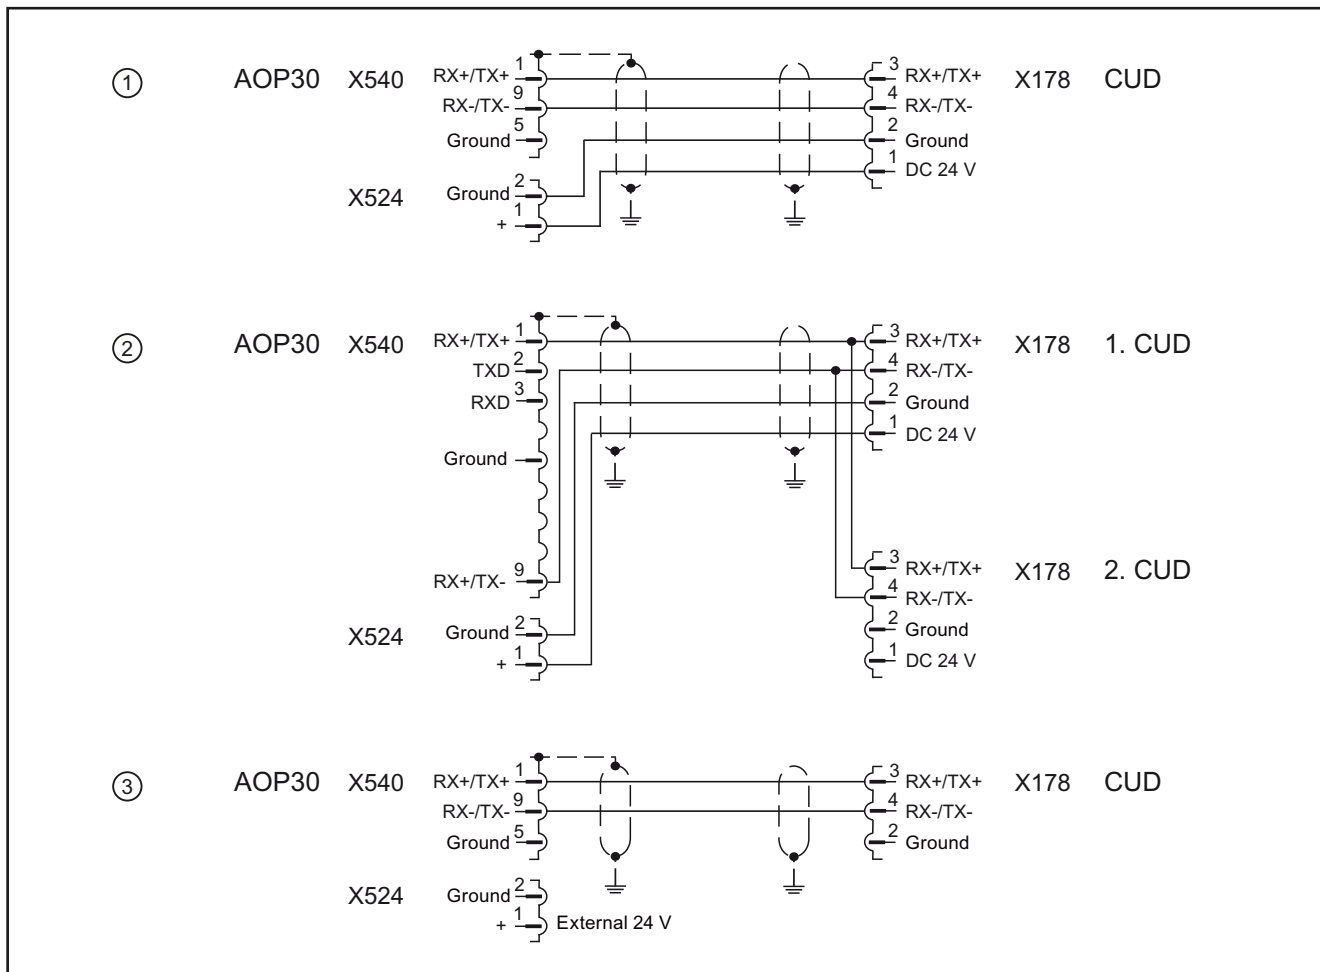 ① AOP30 X540 RX+/TX+ 1 3 RX+/TX+ X178 CUD
RX-/TX- 9 4 RX-/TX-
Ground 5 2 Ground
1 DC 24 V
X524 Ground 2
+ 1
② AOP30 X540 RX+/TX+ 1 3 RX+/TX+ X178 1. CUD
TXD 2 4 RX-/TX-
RXD 3 2 Ground
1 DC 24 V
Ground
RX+/TX- 9 3 RX+/TX+ X178 2. CUD
4 RX-/TX-
X524 Ground 2 2 Ground
+ 1 1 DC 24 V
③ AOP30 X540 RX+/TX+ 1 3 RX+/TX+ X178 CUD
RX-/TX- 9 4 RX-/TX-
Ground 5 2 Ground
X524 Ground 2
+ 1 External 24 V